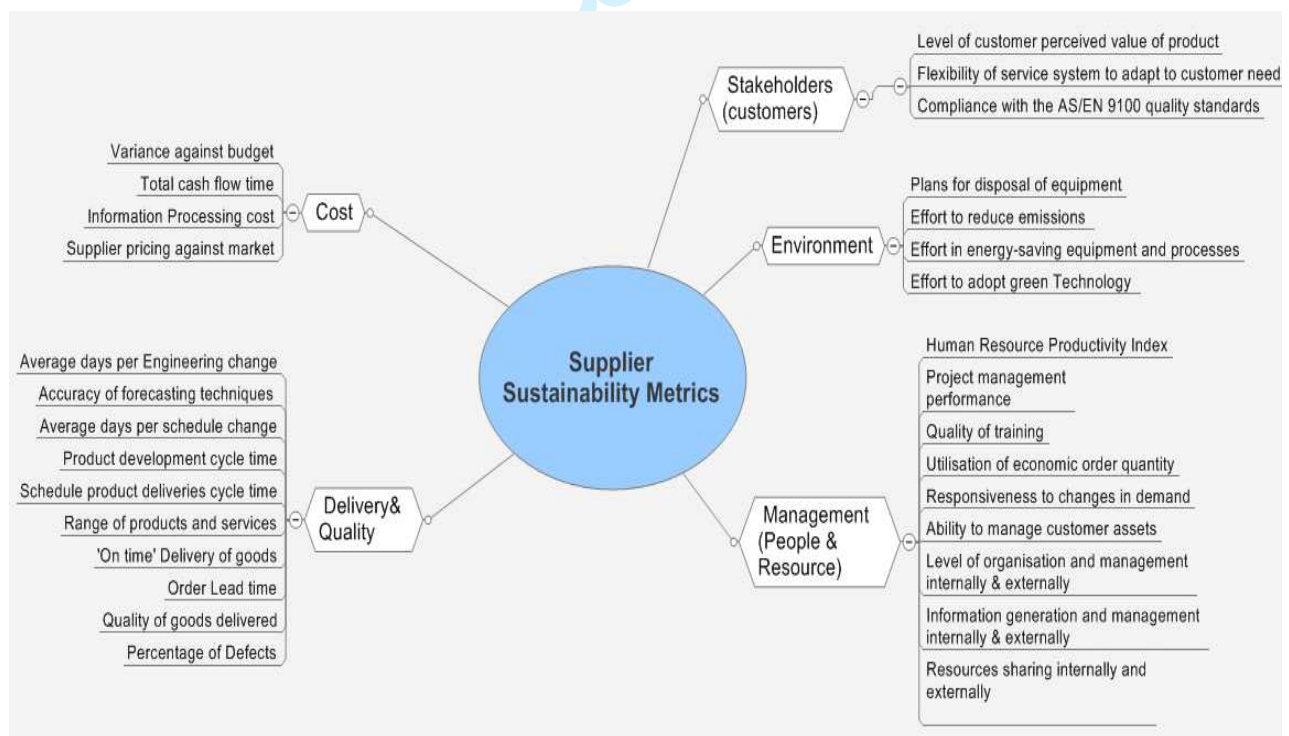 Supplier
Sustainability Metrics
Stakeholders
(customers)
Level of customer perceived value of product
Flexibility of service system to adapt to customer need
Compliance with the AS/EN 9100 quality standards
Environment
Plans for disposal of equipment
Effort to reduce emissions
Effort in energy-saving equipment and processes
Effort to adopt green Technology
Management
(People &
Resource)
Human Resource Productivity Index
Project management
performance
Quality of training
Utilisation of economic order quantity
Responsiveness to changes in demand
Ability to manage customer assets
Level of organisation and management
internally & externally
Information generation and management
internally & externally
Resources sharing internally and
externally
Cost
Variance against budget
Total cash flow time
Information Processing cost
Supplier pricing against market
Delivery&
Quality
Average days per Engineering change
Accuracy of forecasting techniques
Average days per schedule change
Product development cycle time
Schedule product deliveries cycle time
Range of products and services
'On time' Delivery of goods
Order Lead time
Quality of goods delivered
Percentage of Defects